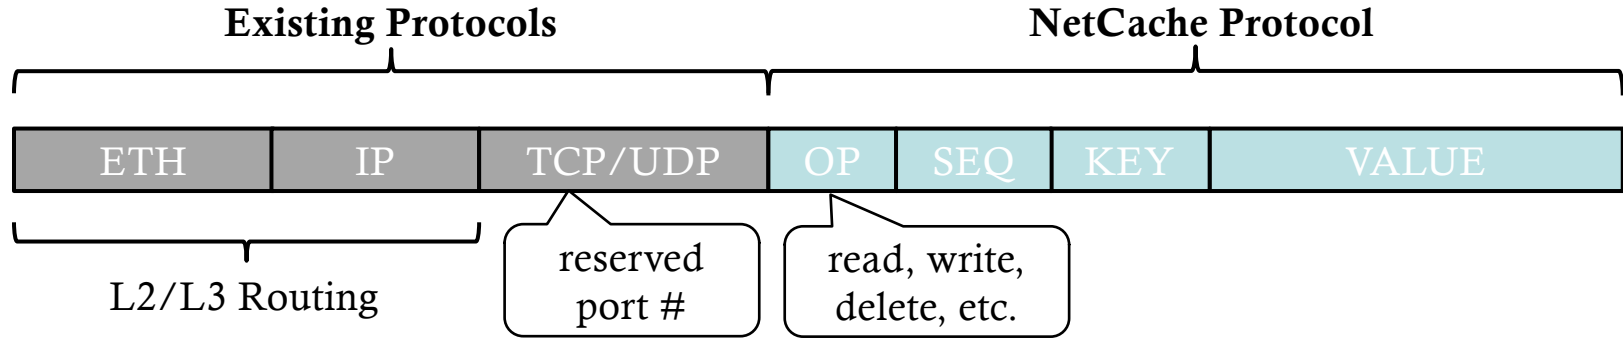 Existing Protocols
NetCache Protocol
ETH
IP
TCP/UDP
OP
SEQ
KEY
VALUE
L2/L3 Routing
reserved
port #
read, write,
delete, etc.